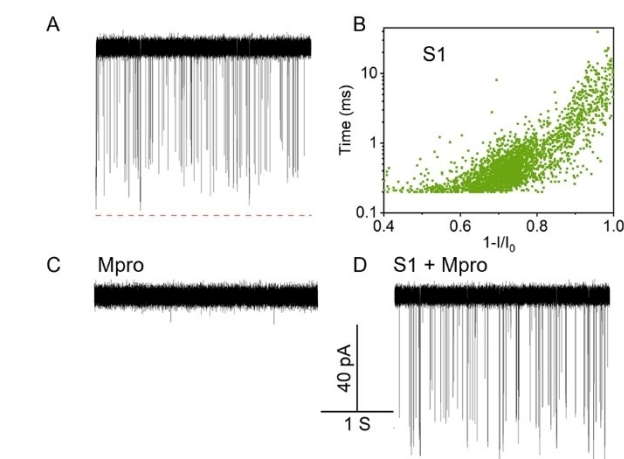 A
B
S1
Time (ms)
10
1
0.1
0.4
0.6
0.8
1.0
1-I/I₀
C Mpro
D S1 + Mpro
40 pA
1 S